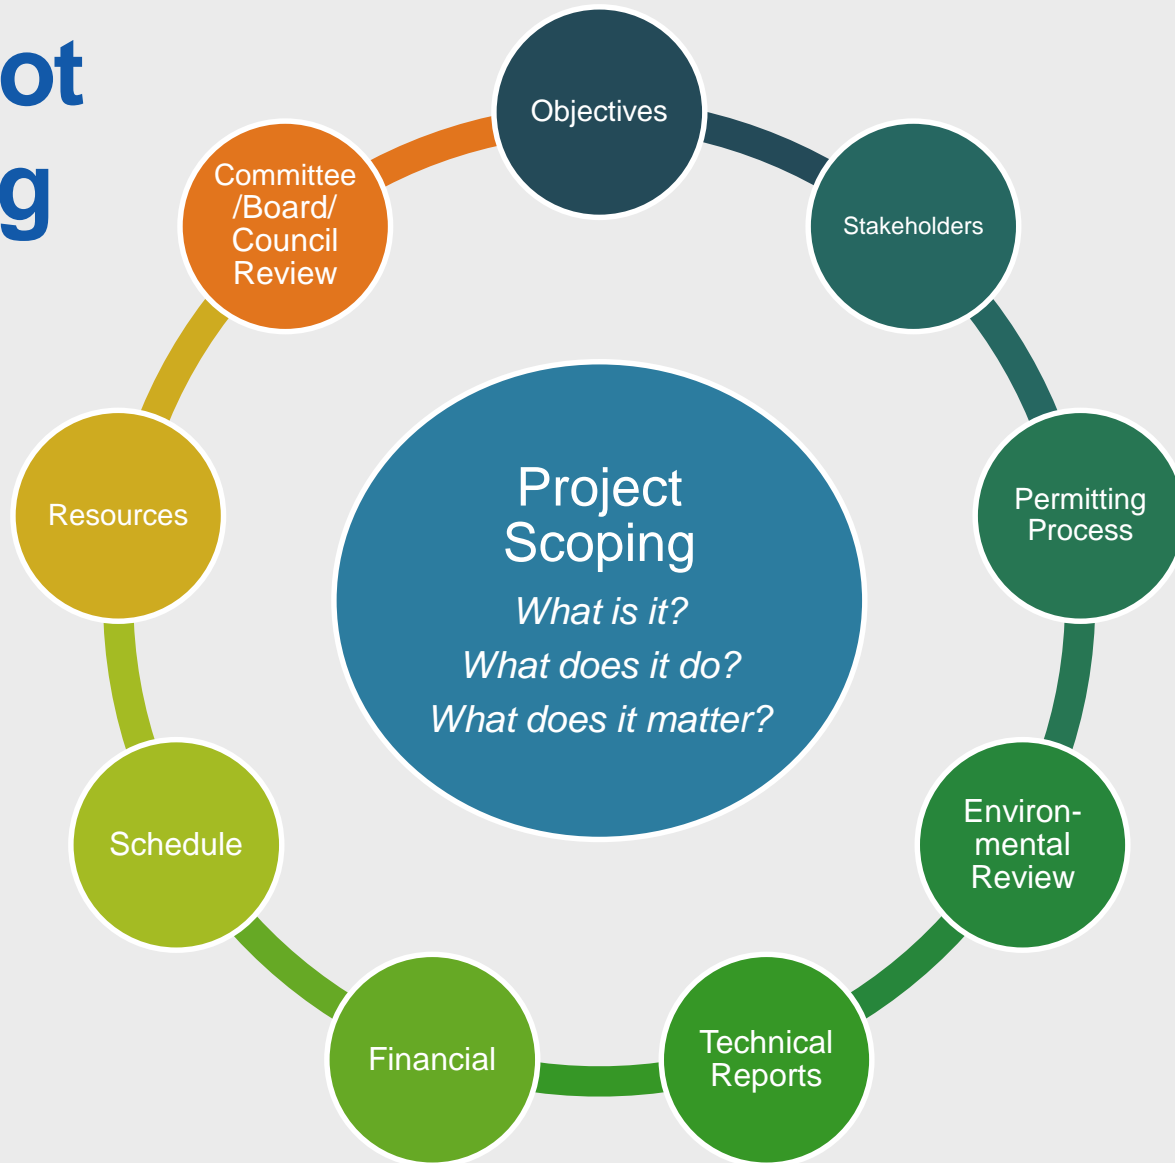 ot
g
Objectives
Stakeholders
Permitting
Process
Environ-
mental
Review
Technical
Reports
Financial
Schedule
Resources
Committee
/Board/
Council
Review
Project
Scoping
What is it?
What does it do?
What does it matter?